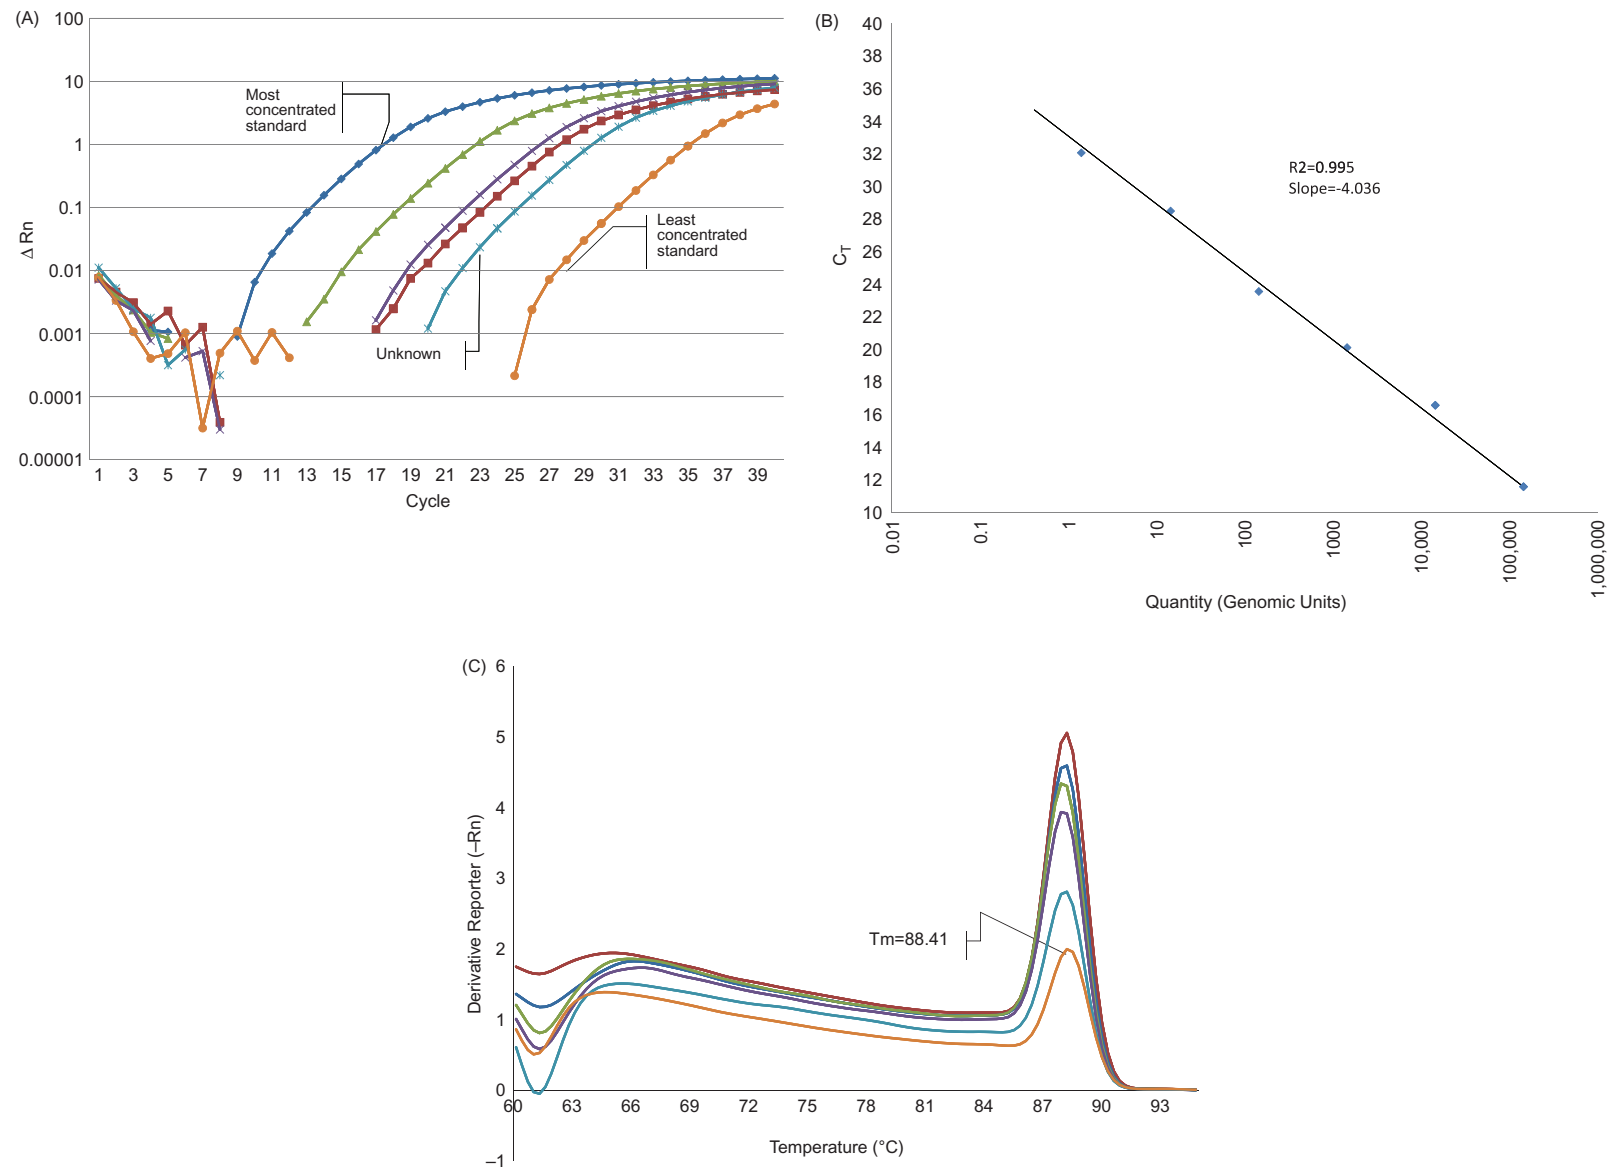 (A)
100
10
1
0.1
0.01
0.001
0.0001
0.00001
Δ Rn
Most
concentrated
standard
Least
concentrated
standard
Unknown
1 3 5 7 9 11 13 15 17 19 21 23 25 27 29 31 33 35 37 39
Cycle
(B)
40
38
36
34
32
30
28
26
24
22
20
18
16
14
12
10
CT
R2=0.995
Slope=-4.036
0.01 0.1 1 10 100 1000 10,000 100,000 1,000,000
Quantity (Genomic Units)
(C)
6
5
4
3
2
1
0
–1
Derivative Reporter (–Rn)
Tm=88.41
60 63 66 69 72 75 78 81 84 87 90 93
Temperature (°C)